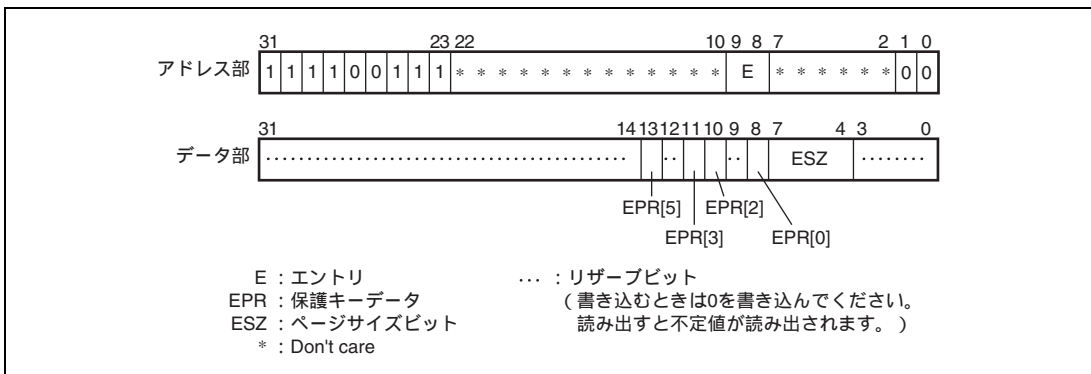 31 23 22 10 9 8 7 2 1 0
アドレス部 1 1 1 1 0 0 1 1 1 * * * * * * * * * * * * * E * * * * * * 0 0
31 14 13 12 11 10 9 8 7 4 3 0
データ部 ................................................ .. .. ESZ ........
EPR[5] EPR[2]
EPR[3] EPR[0]
E : エントリ … : リザーブビット
EPR : 保護キーデータ ( 書き込むときは0を書き込んでください。
ESZ : ページサイズビット 読み出すと不定値が読み出されます。 )
* : Don't care